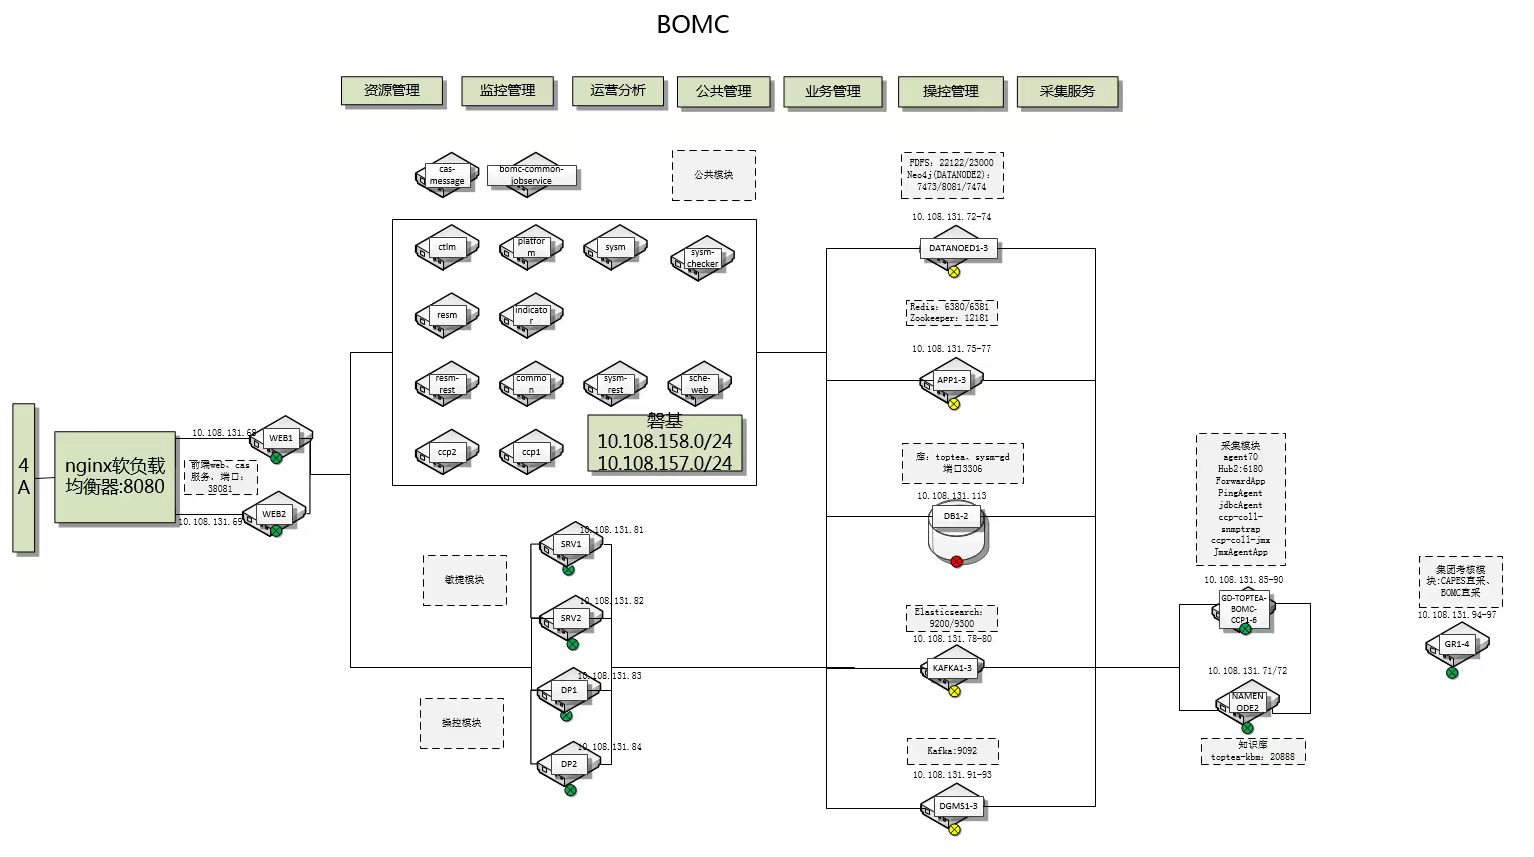 BOMC
资源管理
监控管理
运营分析
公共管理
业务管理
操控管理
采集服务
cas-
message
bomc-common-
jobservice
公共模块
FDFS: 22122/23000
Neo4j(DATANODE2):
7473/8081/7474
10.108.131.72-74
DATANOED1-3
ctlm
platfor
m
sysm
sysm-
checker
resm
indicato
r
resm-
rest
commo
n
sysm-
rest
sche-
web
ccp2
ccp1
磐基
10.108.158.0/24
10.108.157.0/24
Redis: 6380/6381
Zookeeper: 12181
10.108.131.75-77
APP1-3
4
A
nginx软负载
均衡器:8080
10.108.131.68
WEB1
前端web、cas
服务, 端口:
38081
10.108.131.69
WEB2
库: toptea、sysm-gd
端口3306
10.108.131.113
DB1-2
敏捷模块
10.108.131.81
SRV1
10.108.131.82
SRV2
操控模块
10.108.131.83
DP1
10.108.131.84
DP2
Elasticsearch:
9200/9300
10.108.131.78-80
KAFKA1-3
Kafka:9092
10.108.131.91-93
DGMS1-3
采集模块
agent70
Hub2:6180
ForwardApp
PingAgent
jdbcAgent
ccp-coll-
snmptrap
ccp-coll-jmx
JmxAgentApp
10.108.131.85-90
GD-TOPTEA-
BOMC-
CCP1-6
10.108.131.71/72
NAMEN
ODE2
知识库
toptea-kbm: 20888
集团考核模
块:CAPES直采、
BOMC直采
10.108.131.94-97
GR1-4